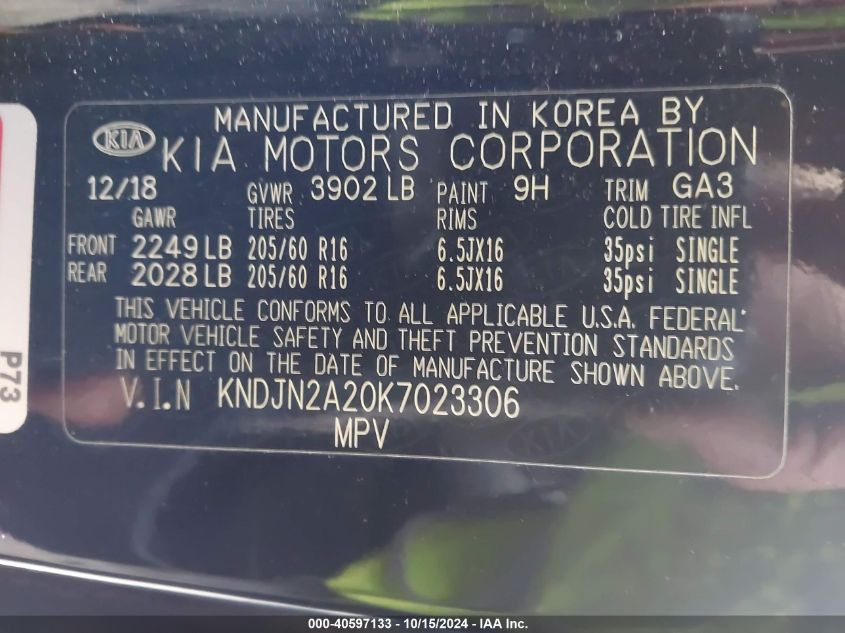 MANUFACTURED IN KOREA BY
KIA KIA MOTORS CORPORATION
12/18 GVWR 3902 LB PAINT 9H TRIM GA3
GAWR TIRES RIMS COLD TIRE INFL
FRONT 2249 LB 205/60 R16 6.5JX16 35psi SINGLE
REAR 2028 LB 205/60 R16 6.5JX16 35psi SINGLE
THIS VEHICLE CONFORMS TO ALL APPLICABLE U.S.A. FEDERAL
MOTOR VEHICLE SAFETY AND THEFT PREVENTION STANDARDS
IN EFFECT ON THE DATE OF MANUFACTURE SHOWN ABOVE.
V.I.N KNDJN2A20K7023306
MPV
P73
000-40597133 - 10/15/2024 - IAA Inc.